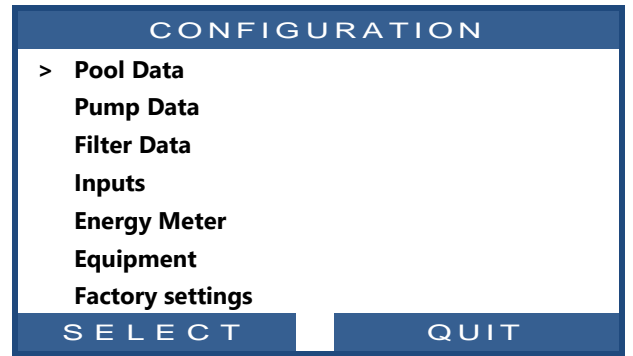 CONFIGURATION
> Pool Data
Pump Data
Filter Data
Inputs
Energy Meter
Equipment
Factory settings
SELECT QUIT